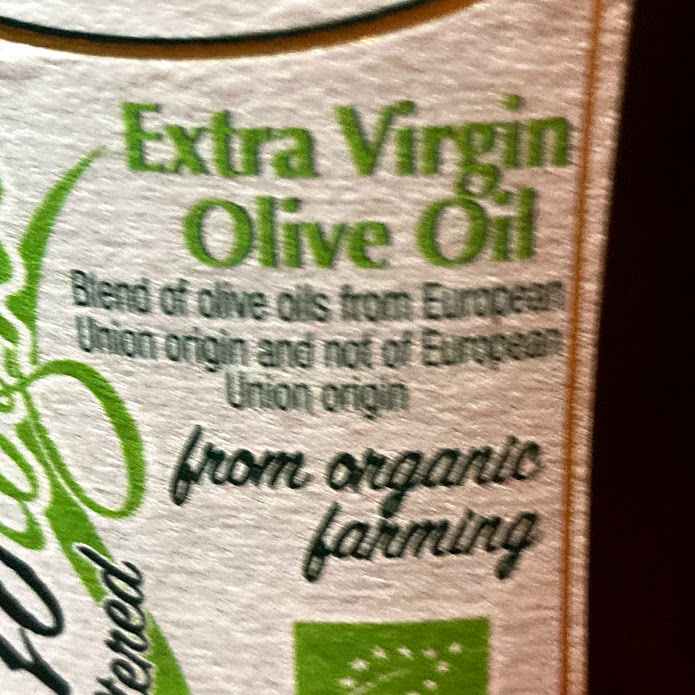 Extra Virgin
Olive Oil
Blend of olive oils from European
Union origin and not of European
Union origin
from organic
farming